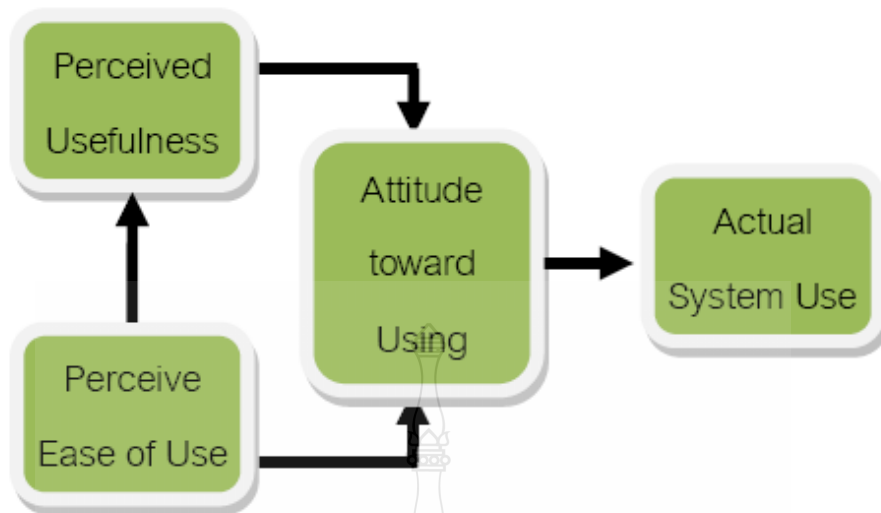 Perceived
Usefulness
Attitude
toward
Using
Actual
System Use
Perceive
Ease of Use